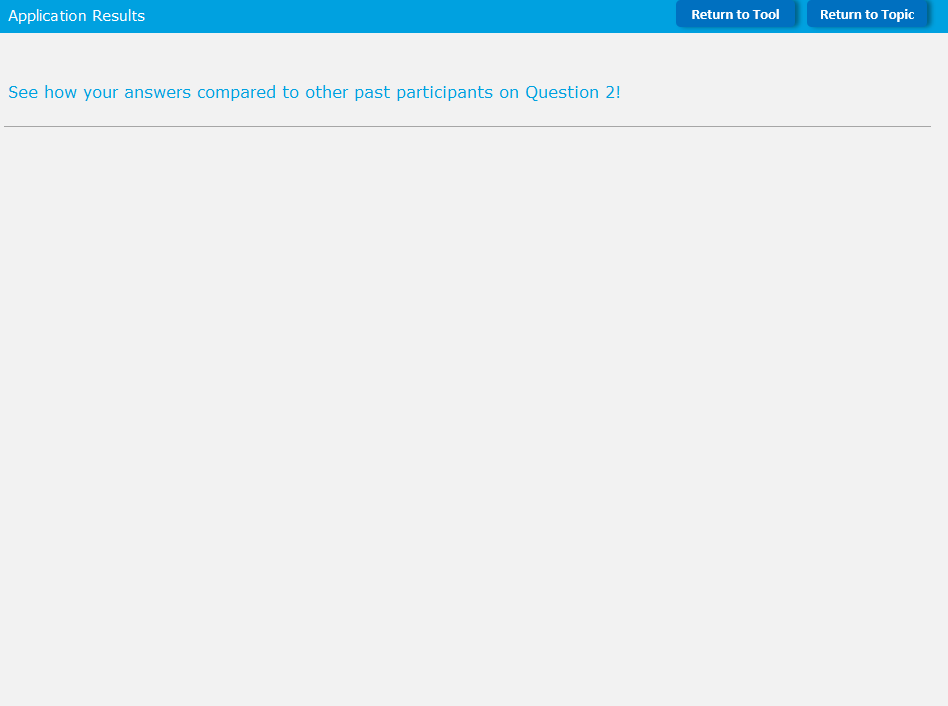 Application Results
Return to Tool
Return to Topic
See how your answers compared to other past participants on Question 2!